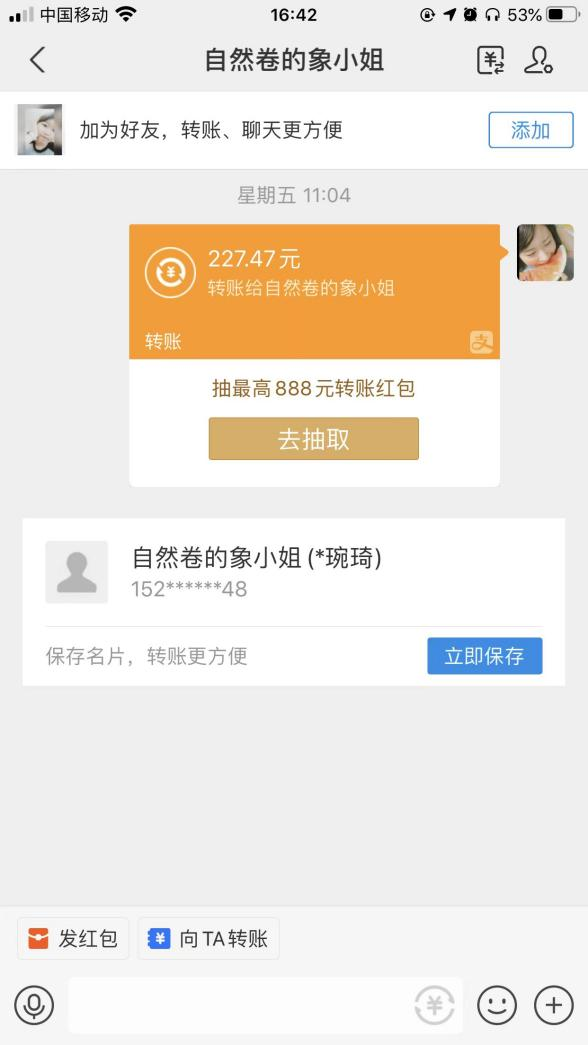 中国移动 16:42 53%
自然卷的象小姐
加为好友，转账、聊天更方便 添加
星期五 11:04
227.47元
转账给自然卷的象小姐
转账 支
抽最高888元转账红包
去抽取
自然卷的象小姐 (*琬琦)
152******48
保存名片，转账更方便 立即保存
发红包 向TA转账